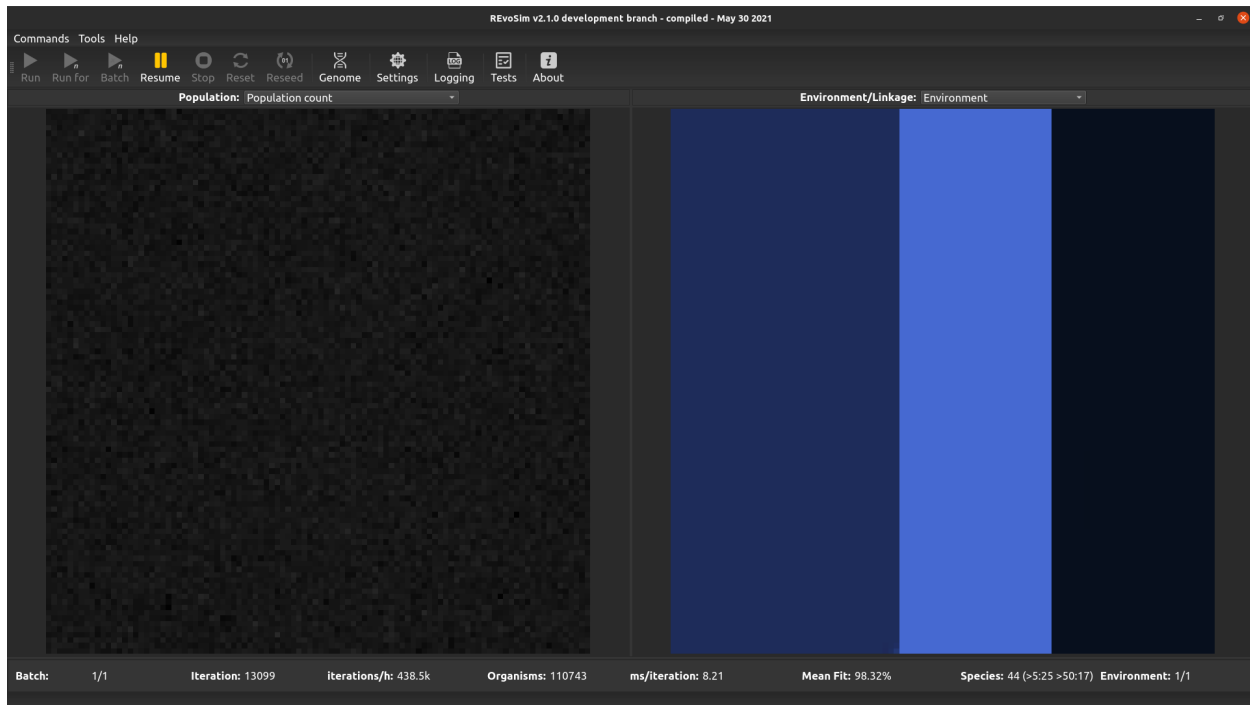 REvoSim v2.1.0 development branch - compiled - May 30 2021
Commands Tools Help
Run Run for Batch Resume Stop Reset Reseed Genome Settings Logging Tests About
Population: Population count Environment/Linkage: Environment
Batch: 1/1 Iteration: 13099 iterations/h: 438.5k Organisms: 110743 ms/iteration: 8.21 Mean Fit: 98.32% Species: 44 (>5:25 >50:17) Environment: 1/1